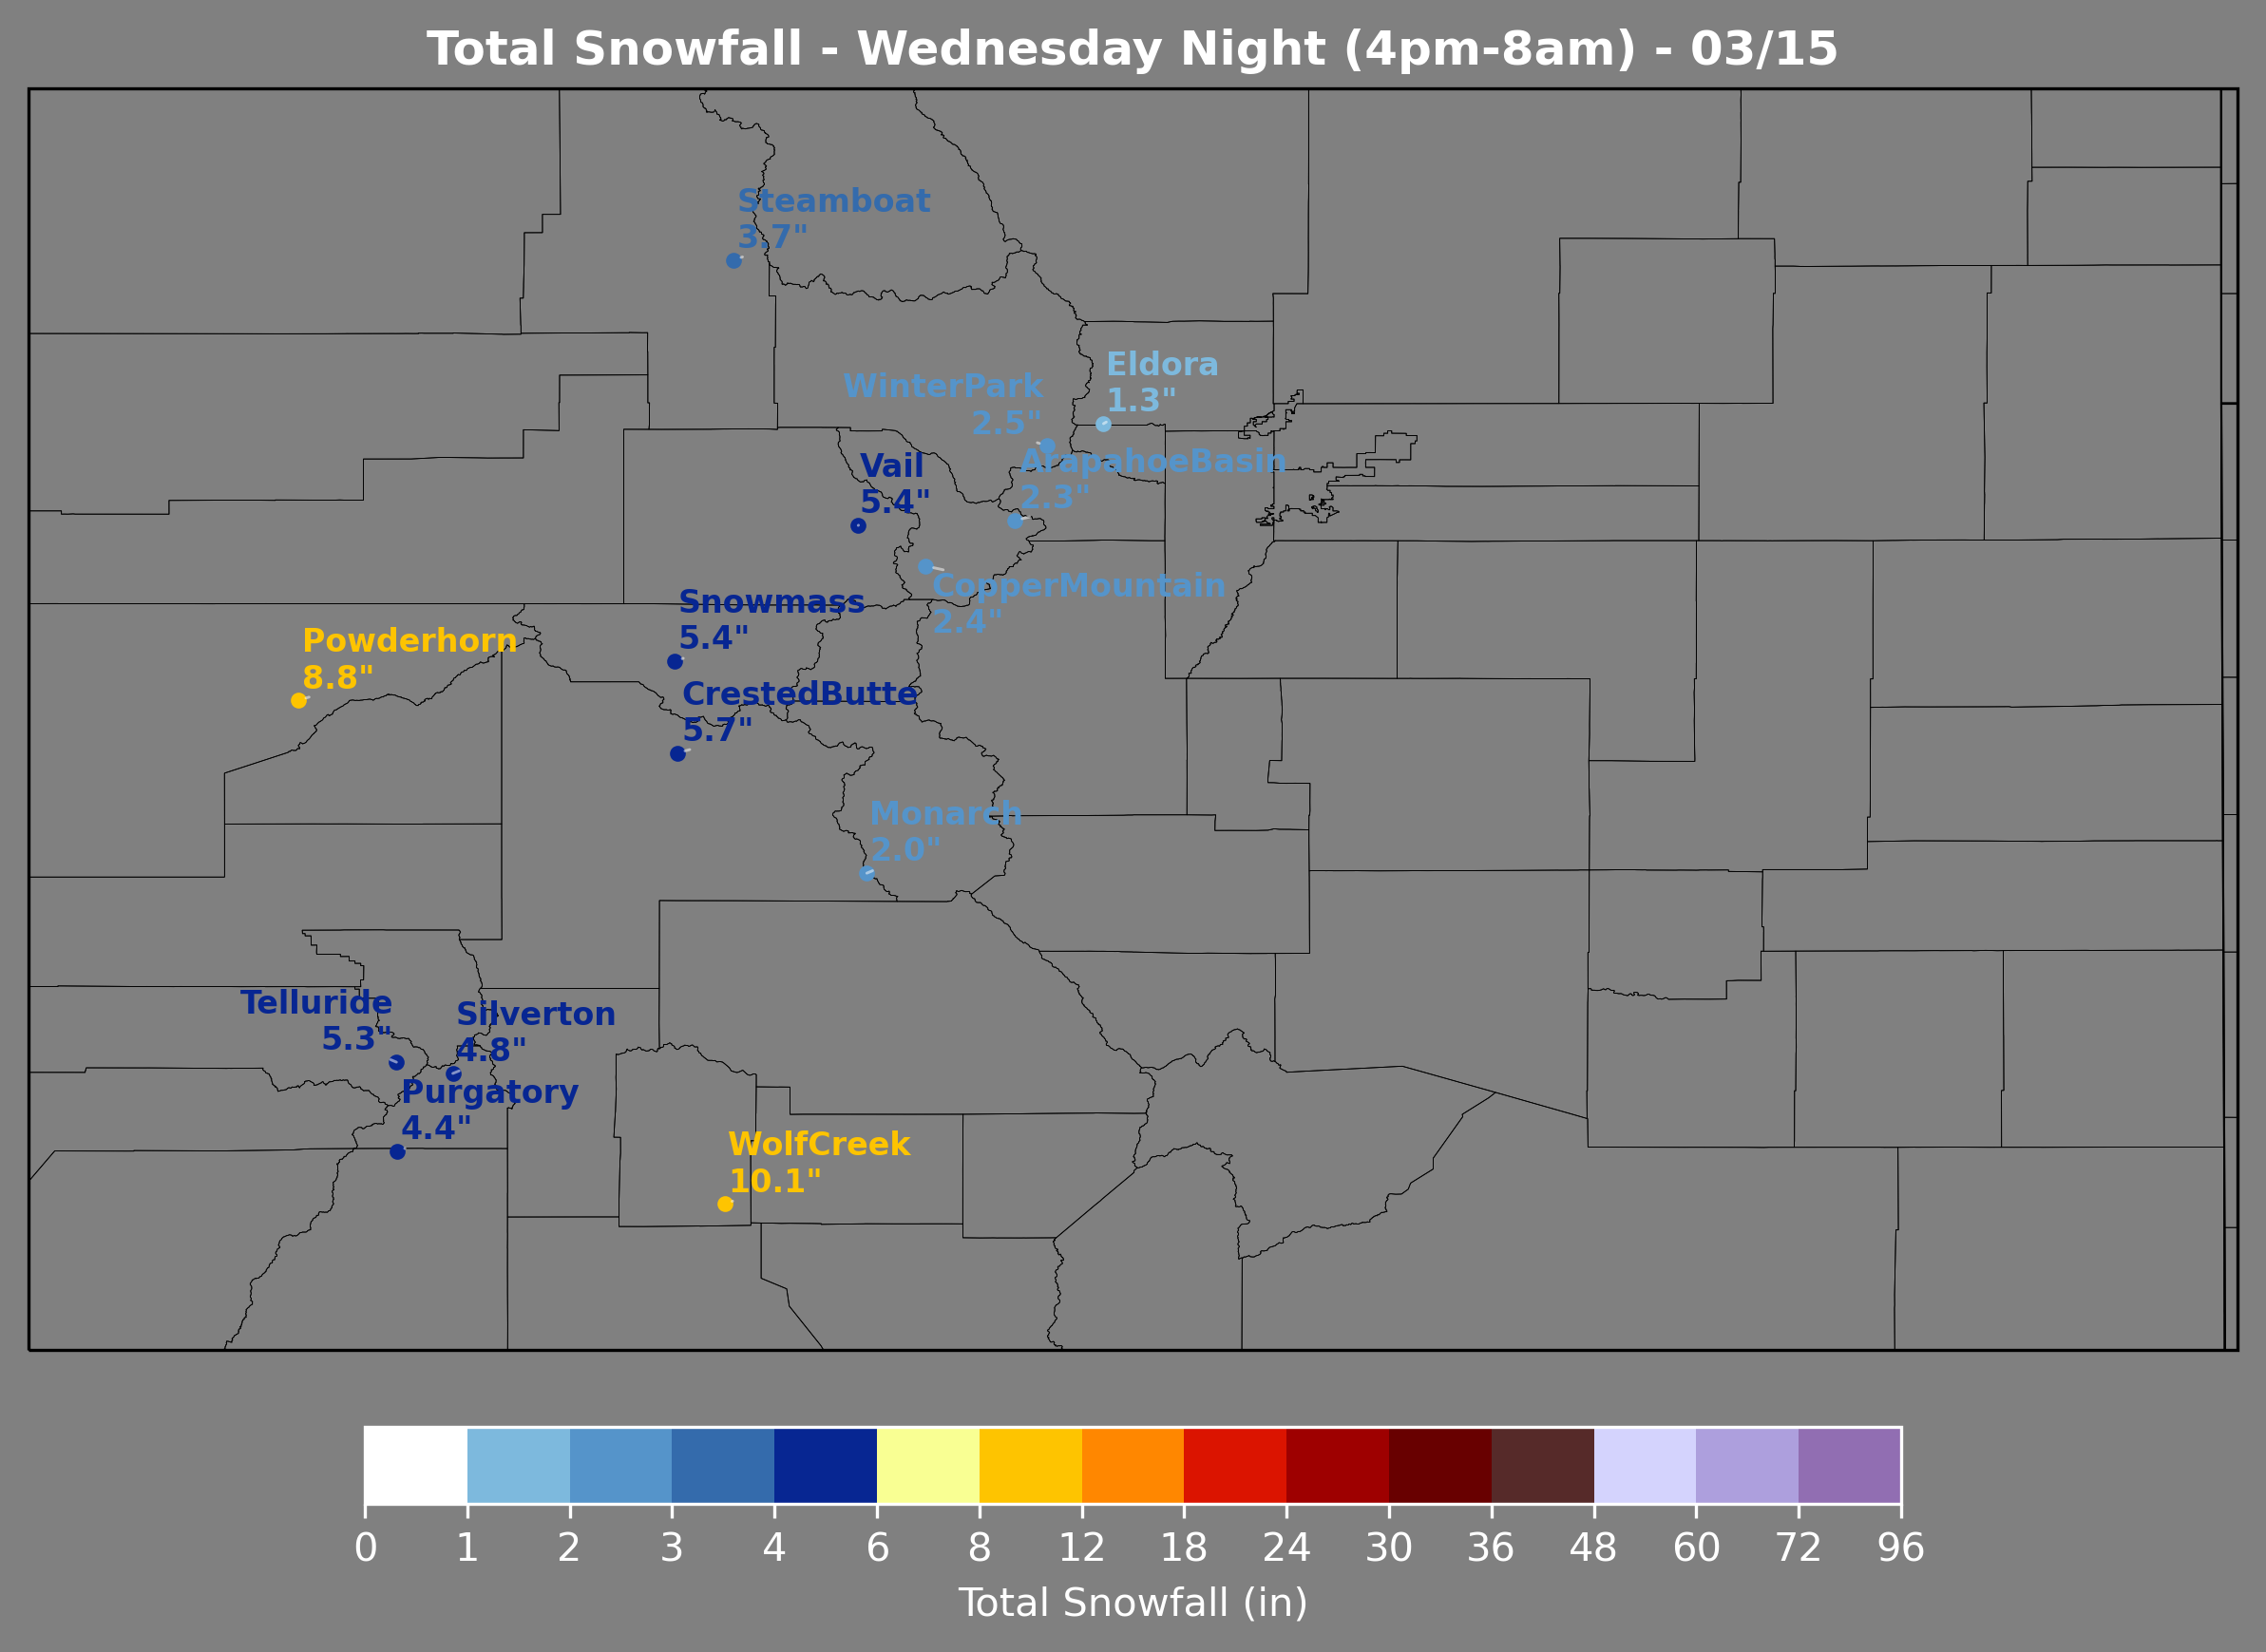 Total Snowfall - Wednesday Night (4pm-8am) - 03/15
Steamboat
3.7"
Eldora
1.3"
WinterPark
2.5"
Vail
5.4"
ArapahoeBasin
2.3"
CopperMountain
2.4"
Snowmass
5.4"
Powderhorn
8.8"
CrestedButte
5.7"
Monarch
2.0"
Telluride
5.3"
Silverton
4.8"
Purgatory
4.4"
WolfCreek
10.1"
0 1 2 3 4 6 8 12 18 24 30 36 48 60 72 96
Total Snowfall (in)